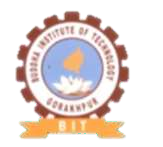 BUDDHA INSTITUTE OF TECHNOLOGY
GORAKHPUR
BIT